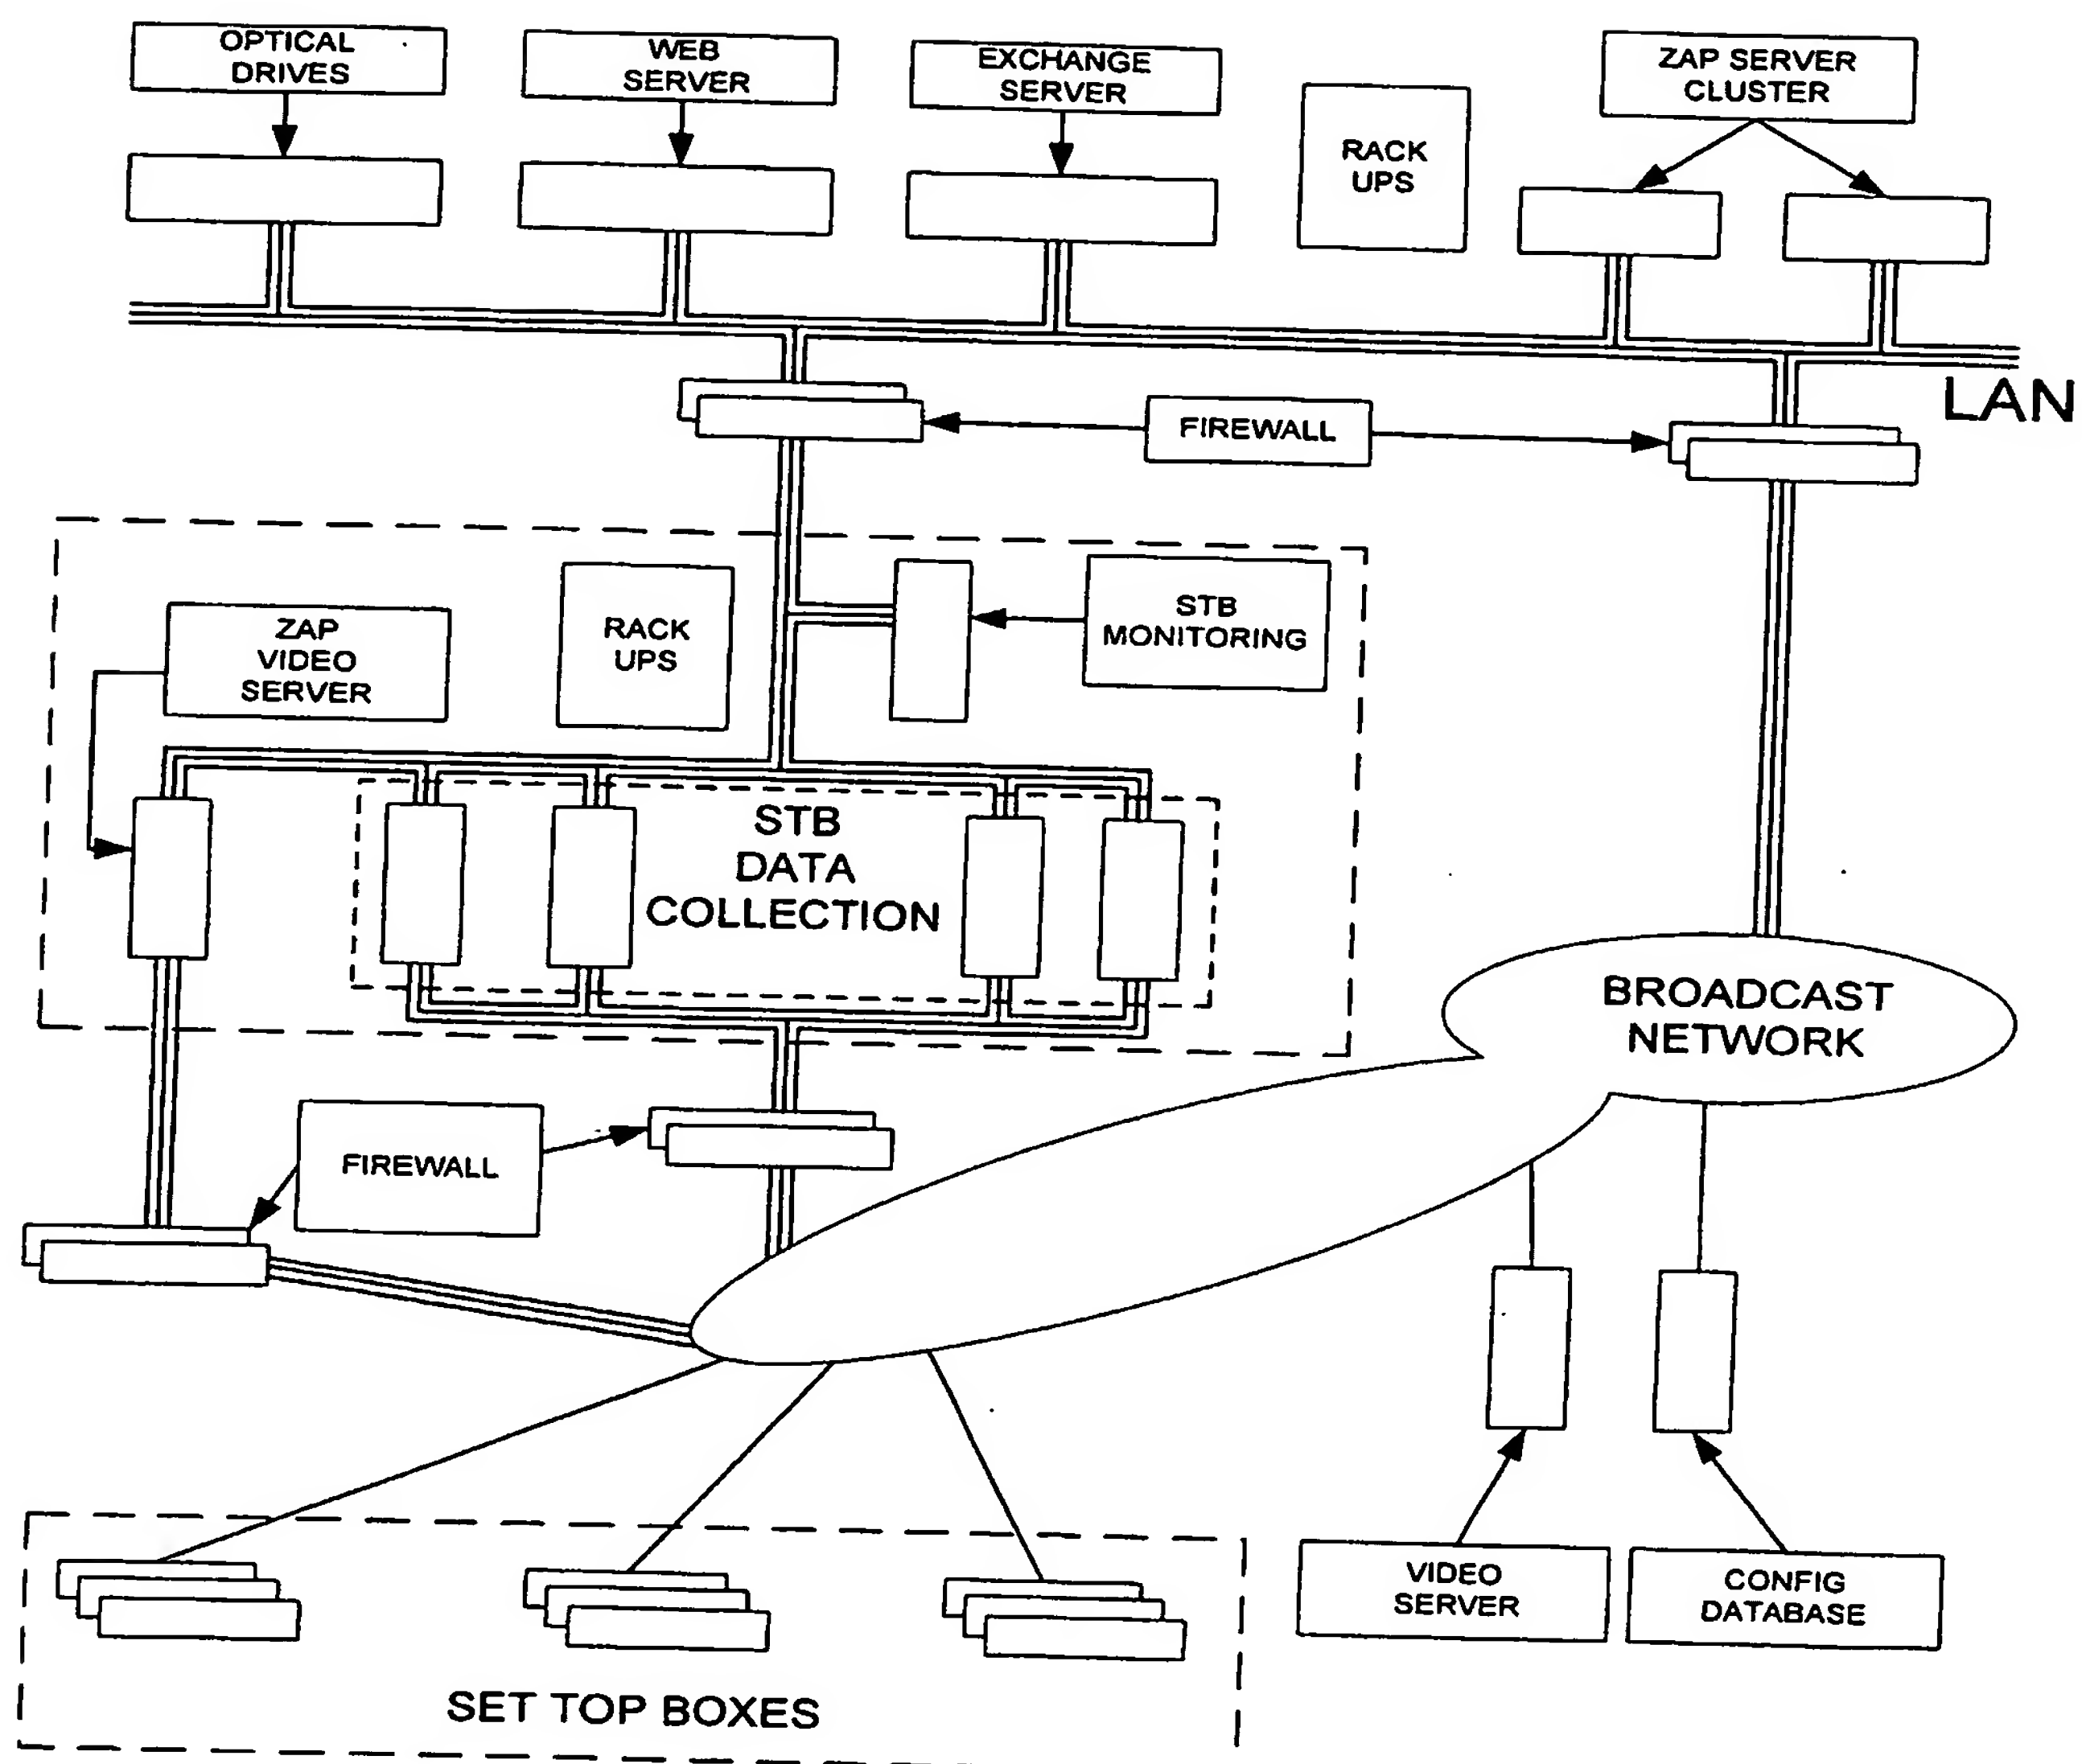 OPTICAL
DRIVES
WEB
SERVER
EXCHANGE
SERVER
RACK
UPS
ZAP SERVER
CLUSTER
LAN
FIREWALL
ZAP
VIDEO
SERVER
RACK
UPS
STB
MONITORING
STB
DATA
COLLECTION
BROADCAST
NETWORK
FIREWALL
VIDEO
SERVER
CONFIG
DATABASE
SET TOP BOXES